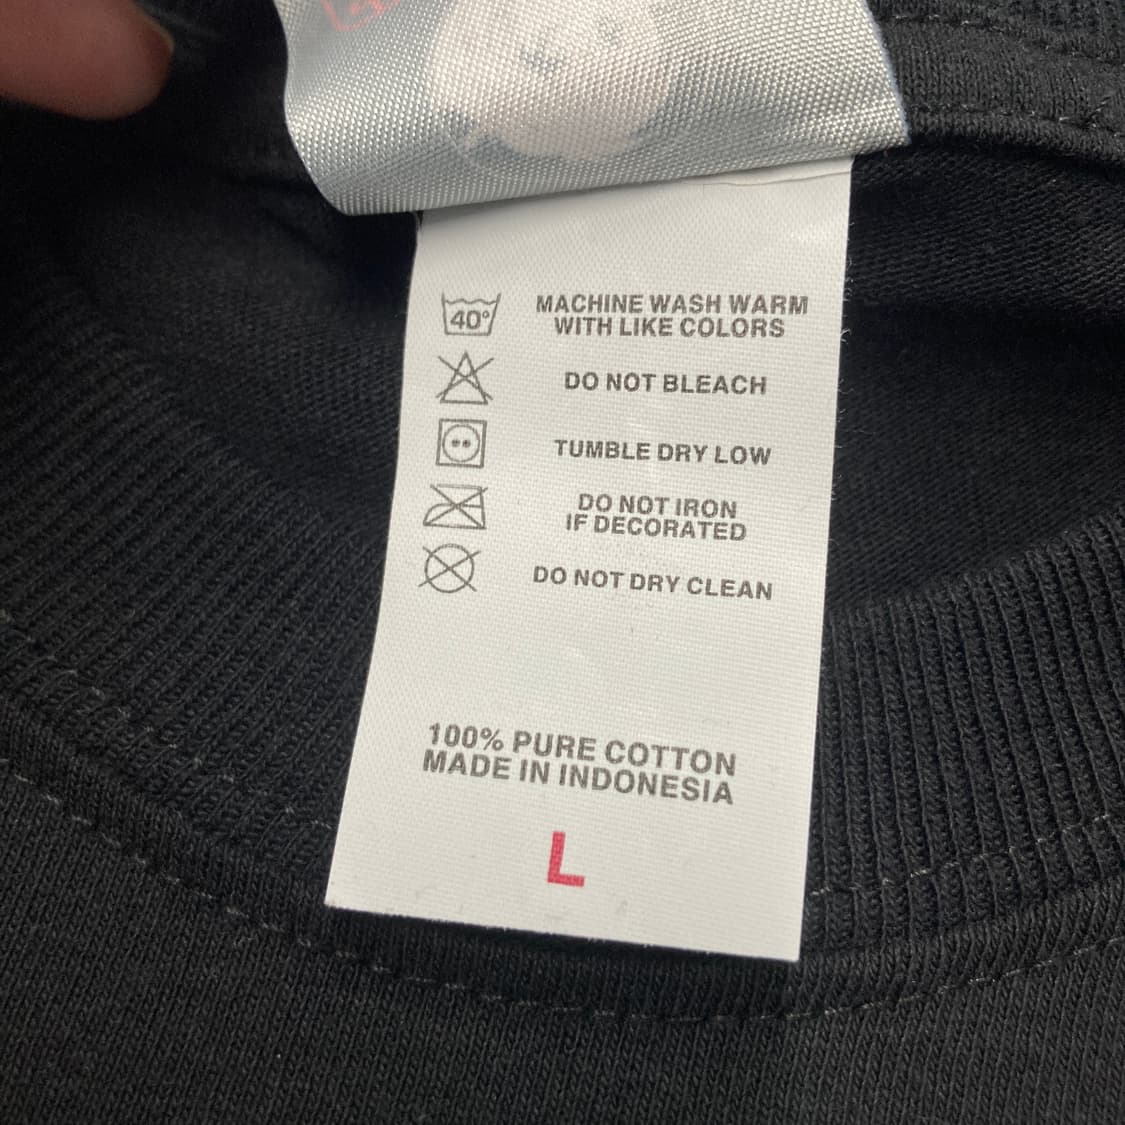 40°
MACHINE WASH WARM
WITH LIKE COLORS
DO NOT BLEACH
TUMBLE DRY LOW
DO NOT IRON
IF DECORATED
DO NOT DRY CLEAN
100% PURE COTTON
MADE IN INDONESIA
L